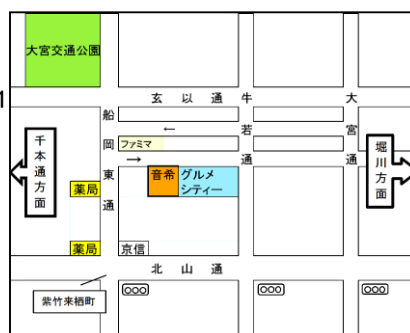 大宮交通公園
1
玄以通
牛若通
大宮通
船岡東通
←
ファミマ
千本通方面
堀川方面
→
音希
グルメ
シティー
薬局
薬局
京信
北山通
紫竹来栖町